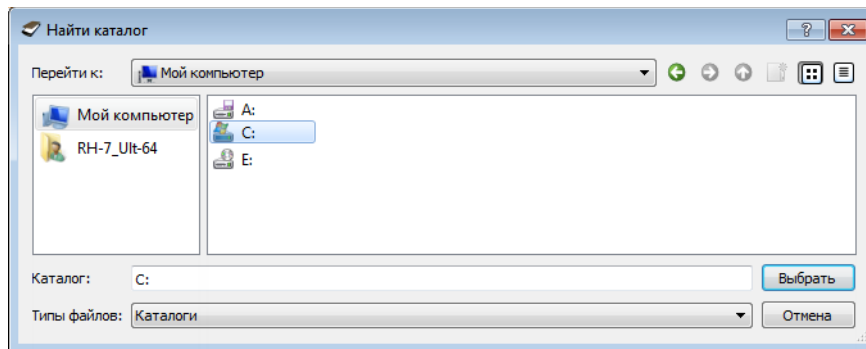 Найти каталог
Перейти к: Мой компьютер
Мой компьютер
RH-7_Ult-64
A:
C:
E:
Каталог: C: Выбрать
Типы файлов: Каталоги Отмена